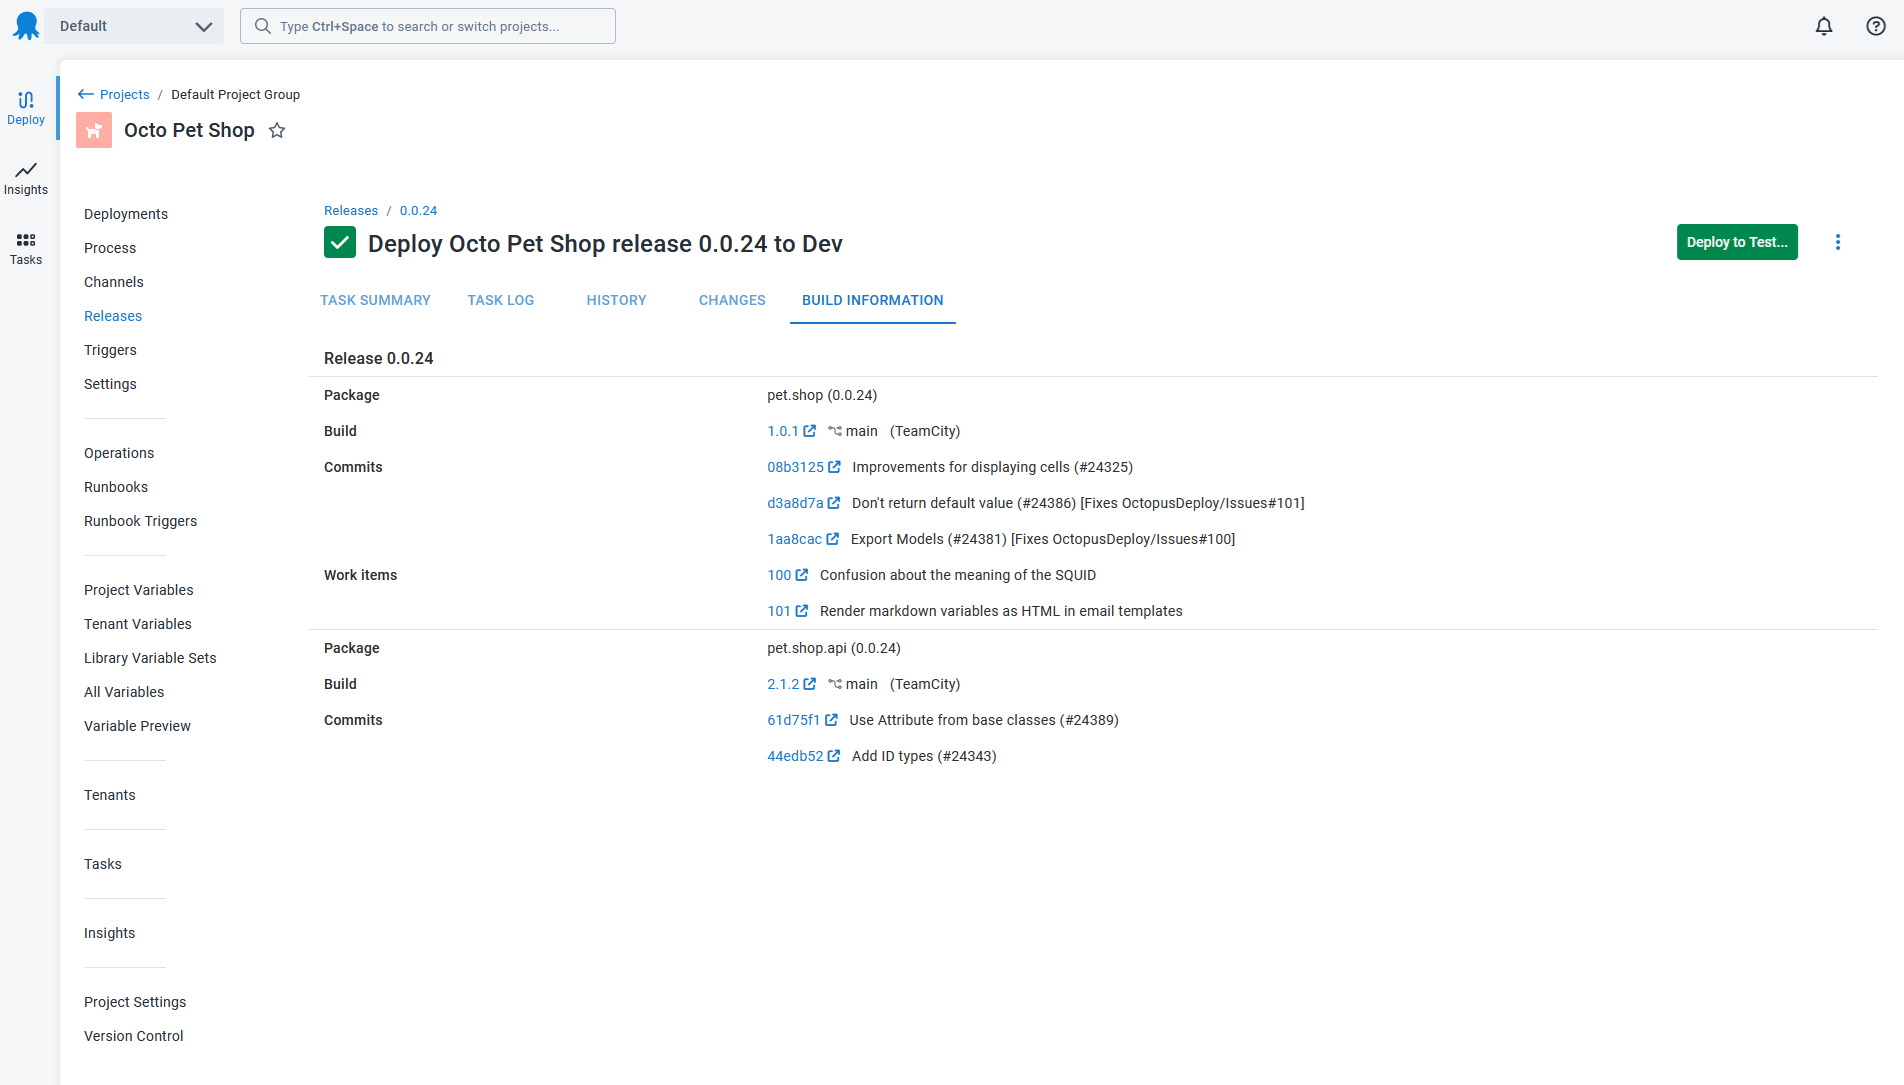 Default
Type Ctrl+Space to search or switch projects...
Deploy
Insights
Tasks
Projects / Default Project Group
Octo Pet Shop
Deployments
Process
Channels
Releases
Triggers
Settings
Operations
Runbooks
Runbook Triggers
Project Variables
Tenant Variables
Library Variable Sets
All Variables
Variable Preview
Tenants
Tasks
Insights
Project Settings
Version Control
Releases / 0.0.24
Deploy Octo Pet Shop release 0.0.24 to Dev
Deploy to Test...
TASK SUMMARY TASK LOG HISTORY CHANGES BUILD INFORMATION
Release 0.0.24
Package pet.shop (0.0.24)
Build 1.0.1 main (TeamCity)
Commits 08b3125 Improvements for displaying cells (#24325)
d3a8d7a Don't return default value (#24386) [Fixes OctopusDeploy/Issues#101]
1aa8cac Export Models (#24381) [Fixes OctopusDeploy/Issues#100]
Work items 100 Confusion about the meaning of the SQUID
101 Render markdown variables as HTML in email templates
Package pet.shop.api (0.0.24)
Build 2.1.2 main (TeamCity)
Commits 61d75f1 Use Attribute from base classes (#24389)
44edb52 Add ID types (#24343)